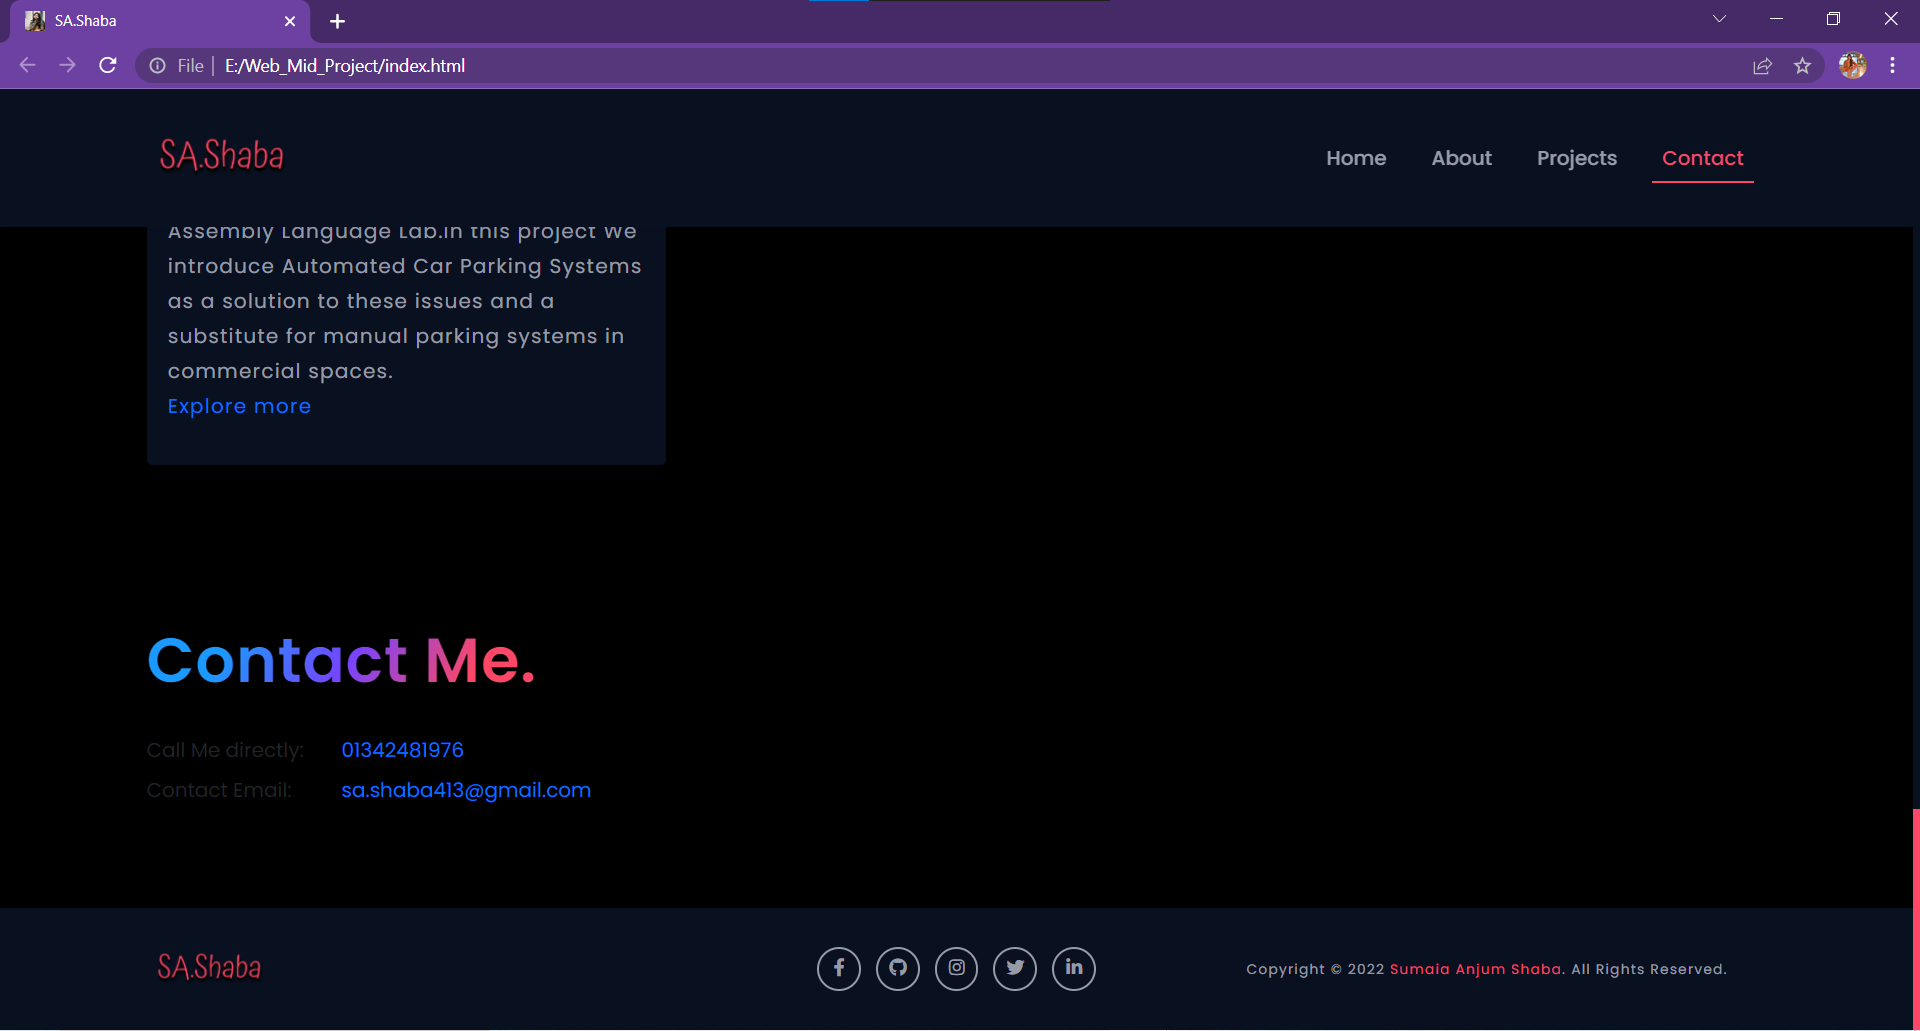 SA.Shaba
File
E:/Web_Mid_Project/index.html
SA.Shaba
Home
About
Projects
Contact
Assembly Language Lab.In this project We
introduce Automated Car Parking Systems
as a solution to these issues and a
substitute for manual parking systems in
commercial spaces.
Explore more
Contact Me.
Call Me directly: 01342481976
Contact Email: sa.shaba413@gmail.com
SA.Shaba
Copyright © 2022 Sumaia Anjum Shaba. All Rights Reserved.